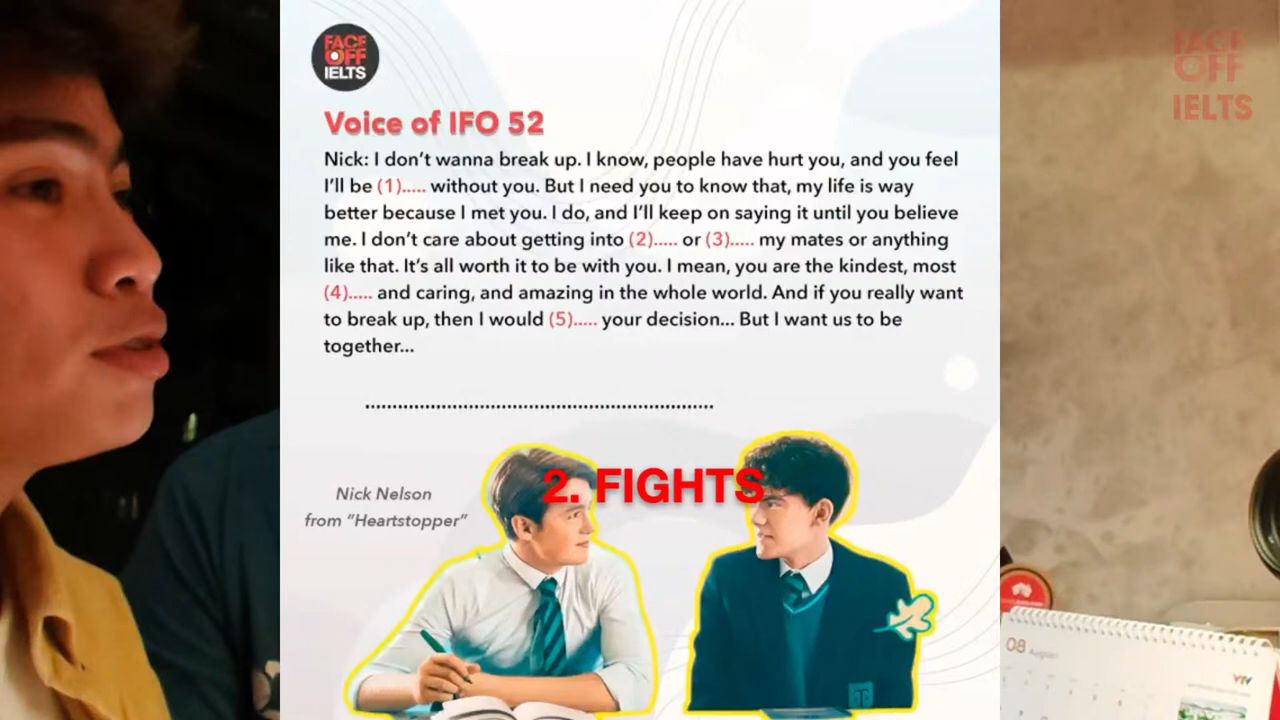 FACE
OFF
IELTS
FACE
OFF
IELTS
Voice of IFO 52
Nick: I don't wanna break up. I know, people have hurt you, and you feel
I'll be (1)..... without you. But I need you to know that, my life is way
better because I met you. I do, and I'll keep on saying it until you believe
me. I don't care about getting into (2)..... or (3)..... my mates or anything
like that. It's all worth it to be with you. I mean, you are the kindest, most
(4)..... and caring, and amazing in the whole world. And if you really want
to break up, then I would (5)..... your decision... But I want us to be
together...
................................................................
2. FIGHTS
Nick Nelson
from "Heartstopper"
08 August
VTV